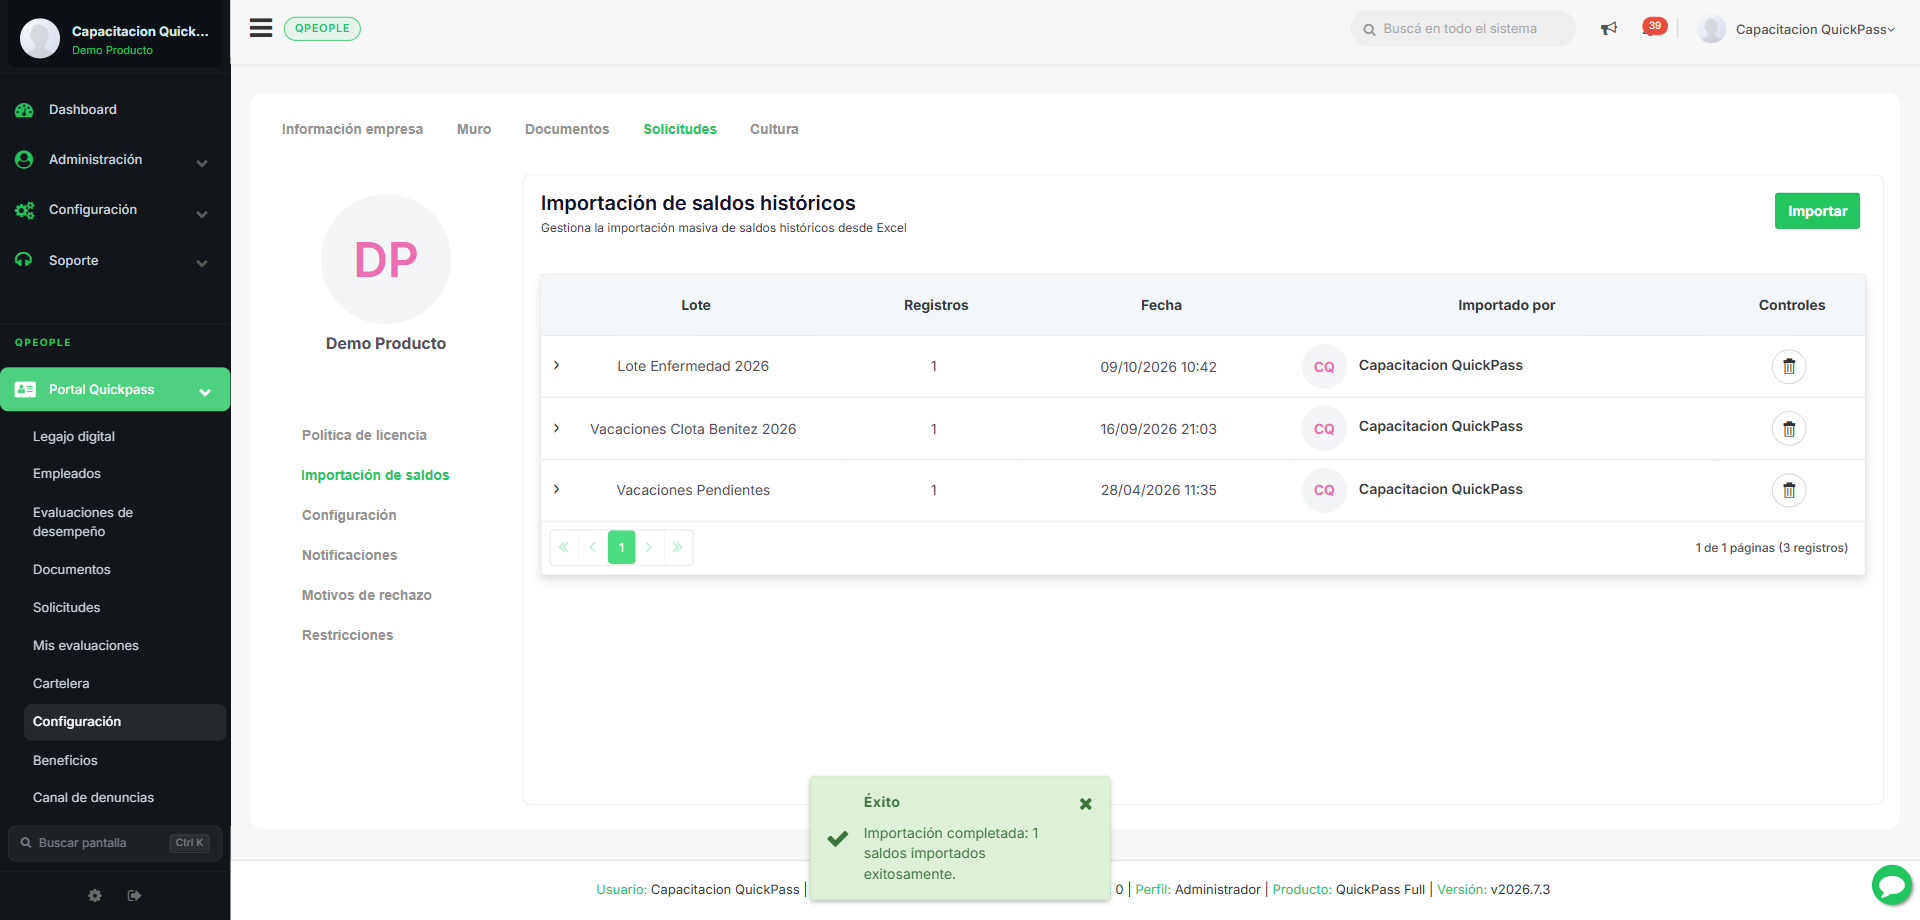 Capacitacion Quick...
Demo Producto
QPEOPLE
Buscá en todo el sistema
39
Capacitacion QuickPass
Dashboard
Administración
Configuración
Soporte
QPEOPLE
Portal Quickpass
Legajo digital
Empleados
Evaluaciones de
desempeño
Documentos
Solicitudes
Mis evaluaciones
Cartelera
Configuración
Beneficios
Canal de denuncias
Buscar pantalla
Ctrl K
Información empresa
Muro
Documentos
Solicitudes
Cultura
DP
Demo Producto
Política de licencia
Importación de saldos
Configuración
Notificaciones
Motivos de rechazo
Restricciones
Importación de saldos históricos
Gestiona la importación masiva de saldos históricos desde Excel
Importar
Lote Registros Fecha Importado por Controles
Lote Enfermedad 2026 1 09/10/2026 10:42 CQ Capacitacion QuickPass
Vacaciones Clota Benitez 2026 1 16/09/2026 21:03 CQ Capacitacion QuickPass
Vacaciones Pendientes 1 28/04/2026 11:35 CQ Capacitacion QuickPass
1
1 de 1 páginas (3 registros)
Éxito
Importación completada: 1
saldos importados
exitosamente.
Usuario: Capacitacion QuickPass | : 0 | Perfil: Administrador | Producto: QuickPass Full | Versión: v2026.7.3